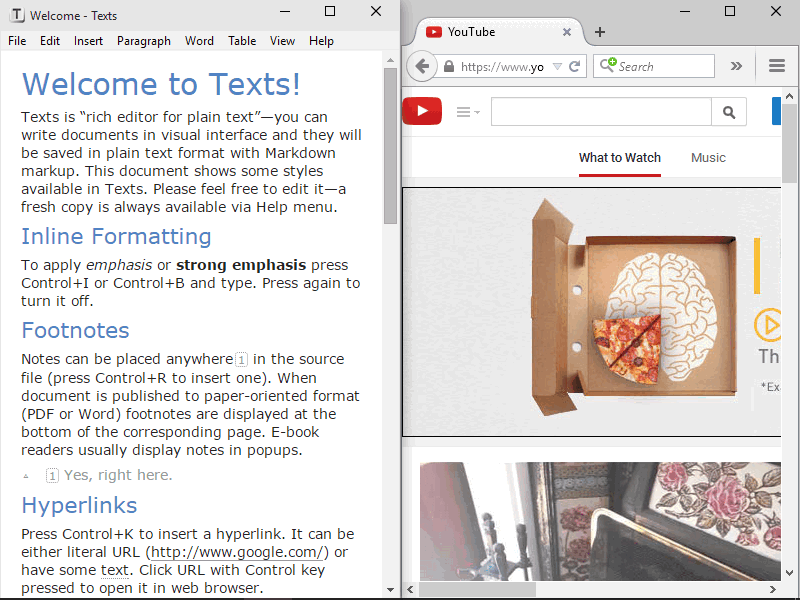 Welcome - Texts
File Edit Insert Paragraph Word Table View Help
Welcome to Texts!
Texts is “rich editor for plain text”—you can
write documents in visual interface and they will
be saved in plain text format with Markdown
markup. This document shows some styles
available in Texts. Please feel free to edit it—a
fresh copy is always available via Help menu.
Inline Formatting
To apply emphasis or strong emphasis press
Control+I or Control+B and type. Press again to
turn it off.
Footnotes
Notes can be placed anywhere 1 in the source
file (press Control+R to insert one). When
document is published to paper-oriented format
(PDF or Word) footnotes are displayed at the
bottom of the corresponding page. E-book
readers usually display notes in popups.
1 Yes, right here.
Hyperlinks
Press Control+K to insert a hyperlink. It can be
either literal URL (http://www.google.com/) or
have some text. Click URL with Control key
pressed to open it in web browser.
YouTube
https://www.yo
Search
What to Watch Music
Th
*Ex